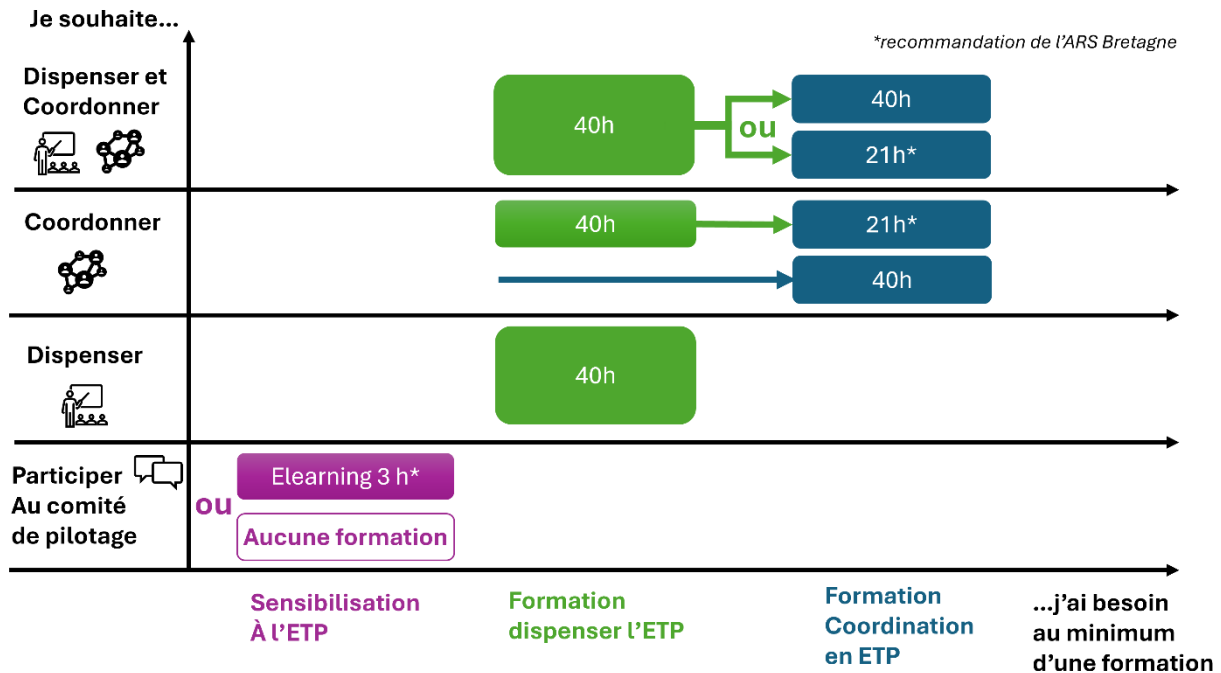 Je souhaite...
*recommandation de l'ARS Bretagne
Dispenser et
Coordonner
40h
ou
40h
21h*
Coordonner
40h
21h*
40h
Dispenser
40h
Participer
Au comité
de pilotage
ou
Elearning 3 h*
Aucune formation
Sensibilisation
À l'ETP
Formation
dispenser l'ETP
Formation
Coordination
en ETP
...j'ai besoin
au minimum
d'une formation